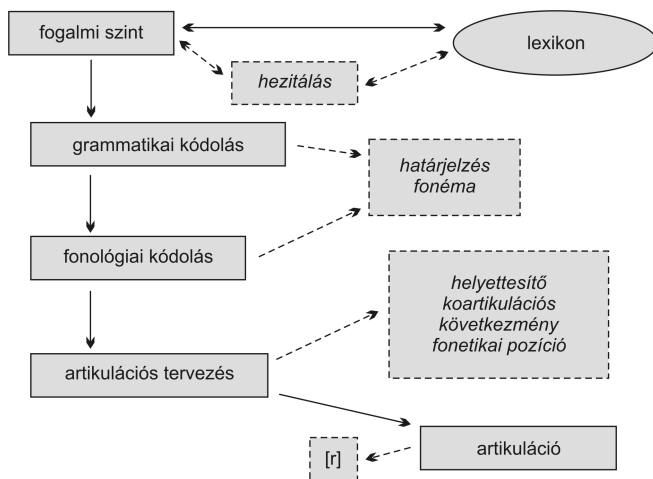 fogalmi szint
lexikon
hezitálás
grammatikai kódolás
határjelzés
fonéma
fonológiai kódolás
helyettesítő
koartikulációs
következmény
fonetikai pozíció
artikulációs tervezés
[r]
artikuláció